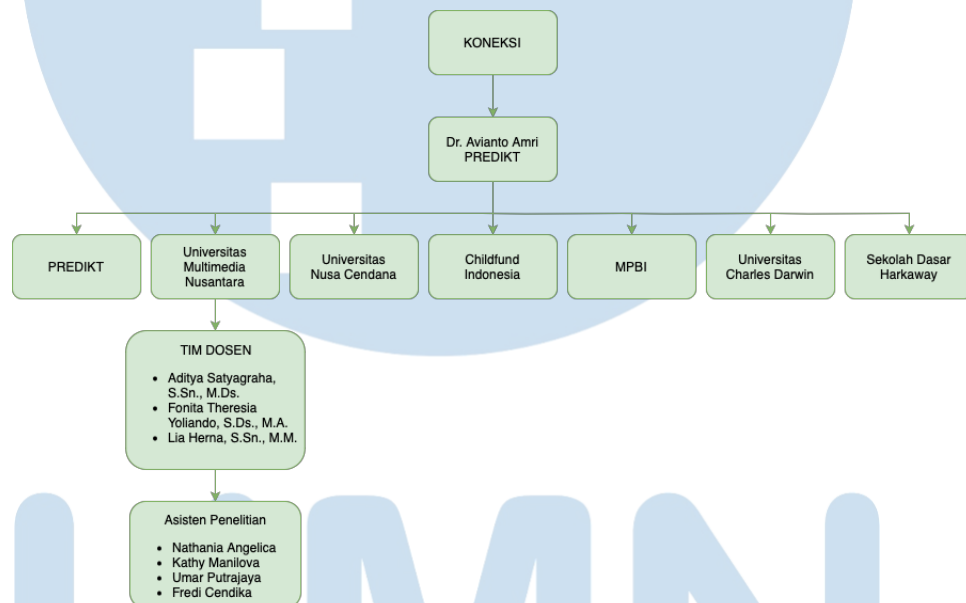 KONEKSI
Dr. Avianto Amri
PREDIKT
PREDIKT
Universitas
Multimedia
Nusantara
Universitas
Nusa Cendana
Childfund
Indonesia
MPBI
Universitas
Charles Darwin
Sekolah Dasar
Harkaway
TIM DOSEN
• Aditya Satyagraha,
S.Sn., M.Ds.
• Fonita Theresia
Yoliando, S.Ds., M.A.
• Lia Herna, S.Sn., M.M.
Asisten Penelitian
• Nathania Angelica
• Kathy Manilova
• Umar Putrajaya
• Fredi Cendika
UMN